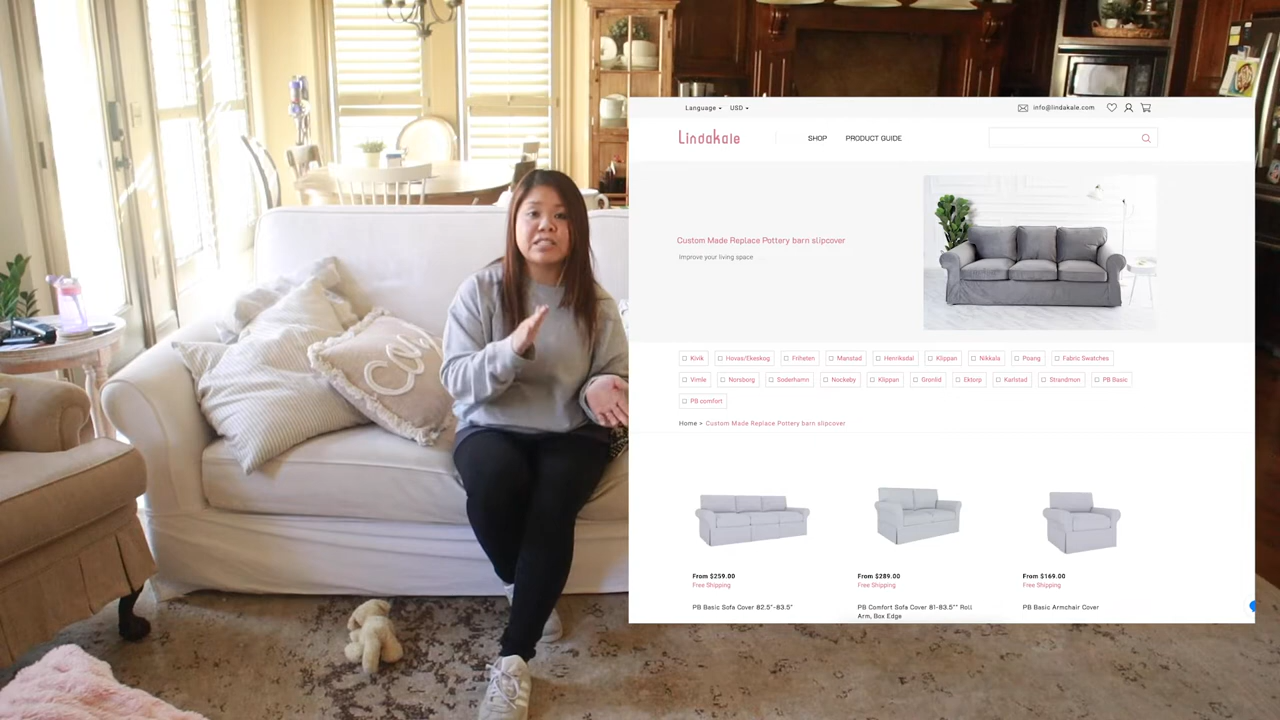 Language
USD
info@lindakale.com
Lindakale
SHOP
PRODUCT GUIDE
Custom Made Replace Pottery barn slipcover
Improve your living space
Kivik
Hovas/Ekeskog
Friheten
Manstad
Henriksdal
Klippan
Nikkala
Poang
Fabric Swatches
Vimle
Norsborg
Soderhamn
Nockeby
Klippan
Gronlid
Ektorp
Karlstad
Strandmon
PB Basic
PB comfort
Home > Custom Made Replace Pottery barn slipcover
From $259.00
Free Shipping
PB Basic Sofa Cover 82.5"-83.5"
From $289.00
Free Shipping
PB Comfort Sofa Cover 81-83.5"" Roll
Arm, Box Edge
From $169.00
Free Shipping
PB Basic Armchair Cover